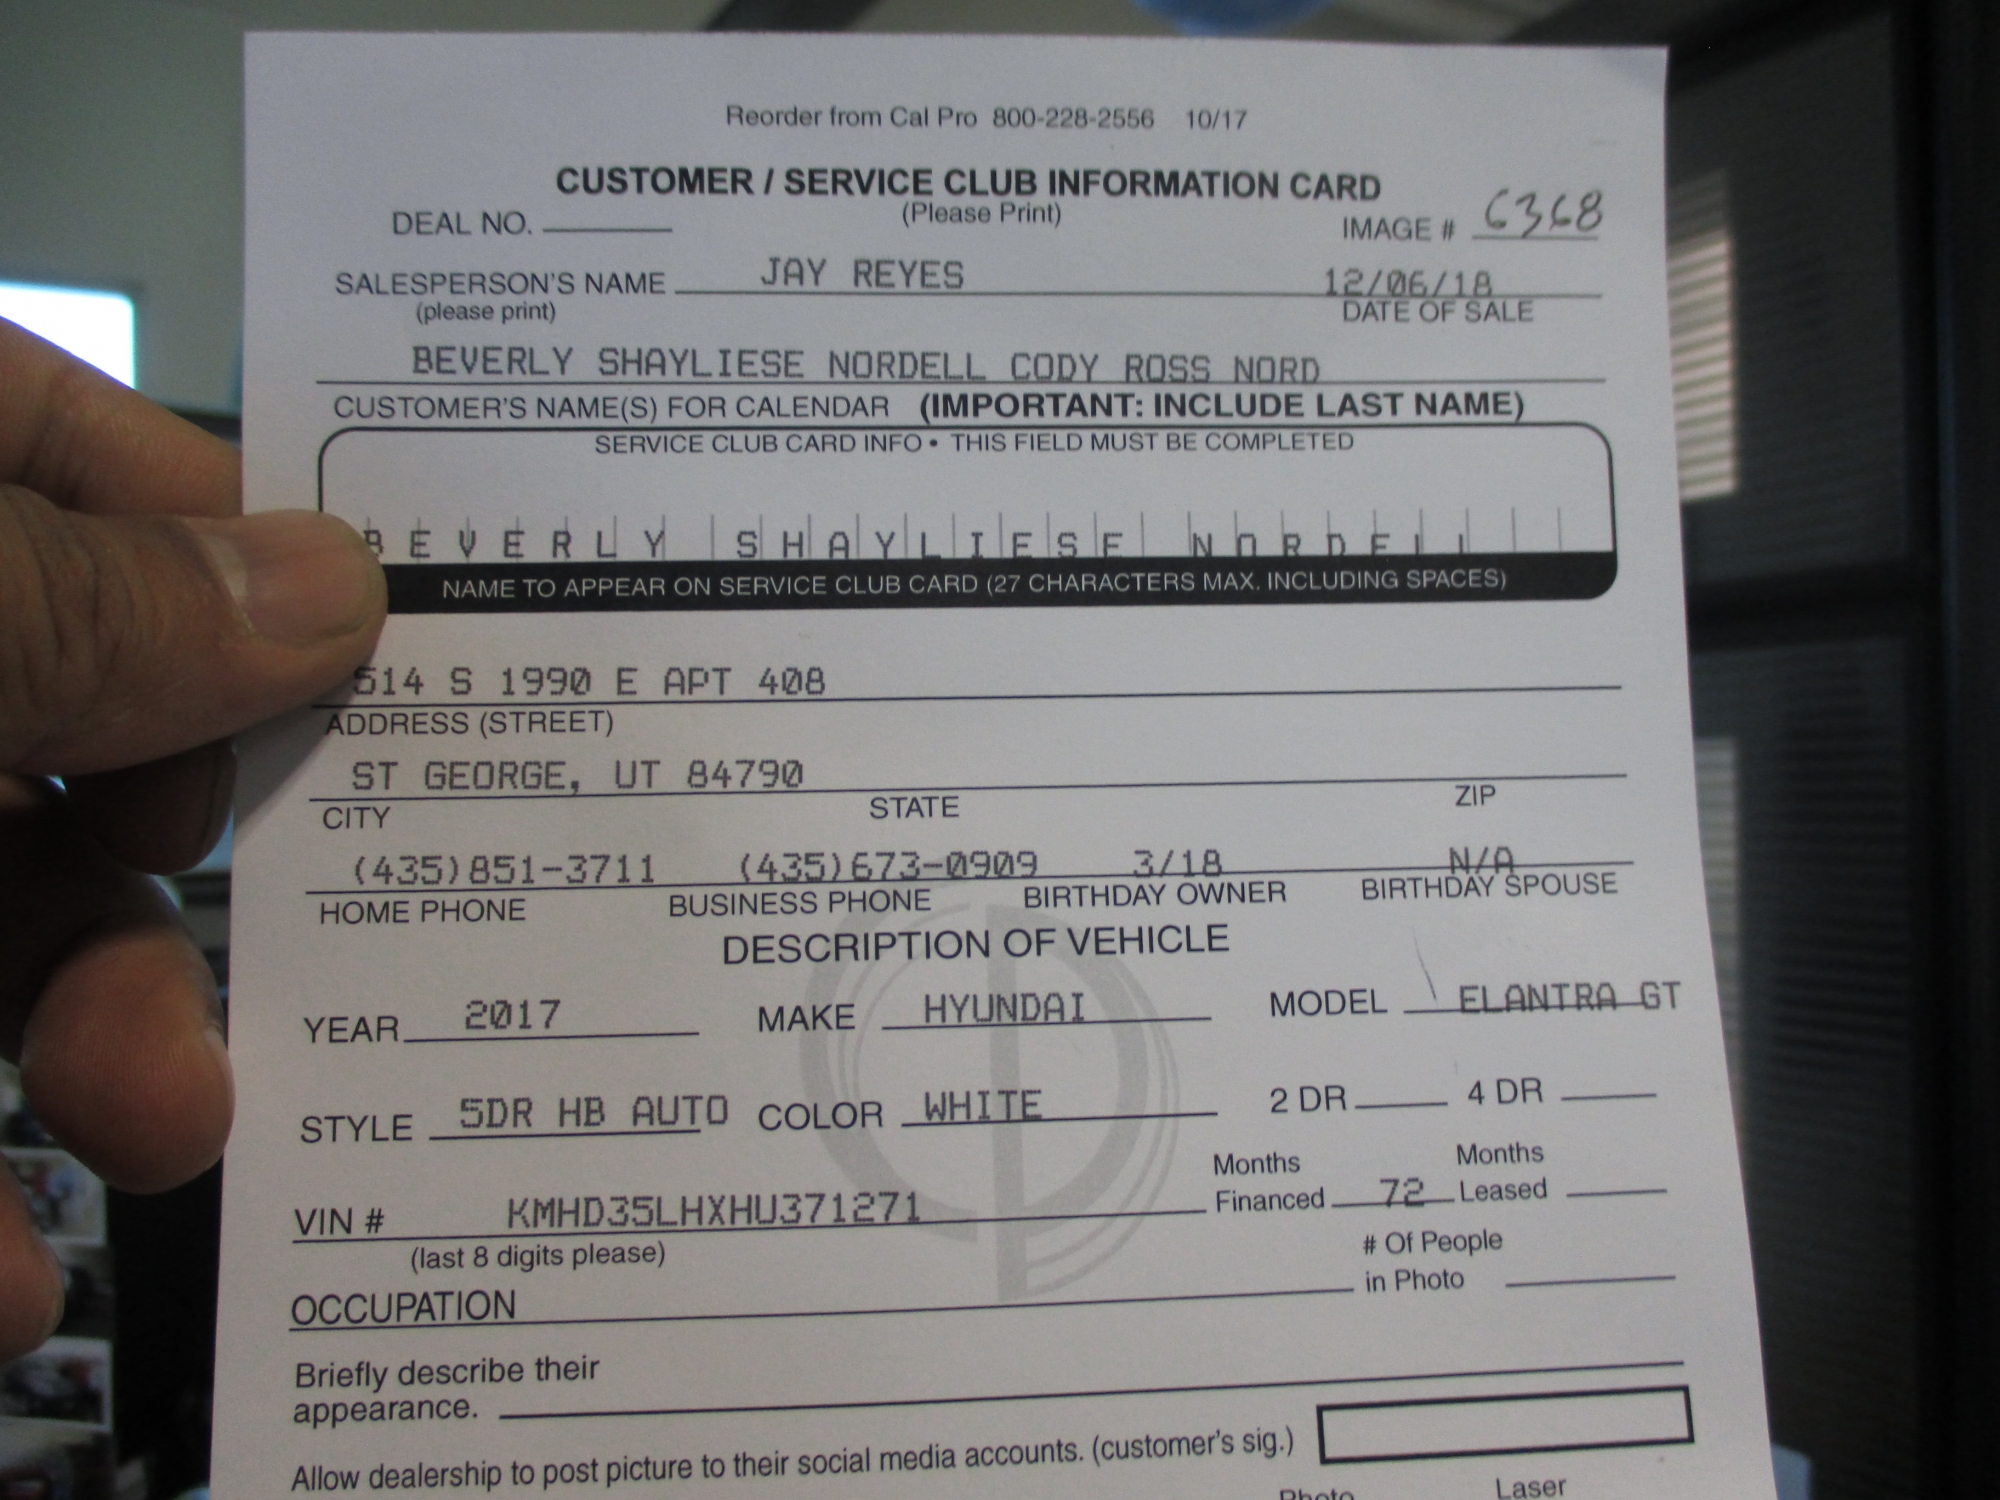 Reorder from Cal Pro 800-228-2556 10/17
CUSTOMER / SERVICE CLUB INFORMATION CARD
(Please Print)
DEAL NO. IMAGE # 6368
SALESPERSON'S NAME JAY REYES 12/06/18
(please print) DATE OF SALE
BEVERLY SHAYLIESE NORDELL CODY ROSS NORD
CUSTOMER'S NAME(S) FOR CALENDAR (IMPORTANT: INCLUDE LAST NAME)
SERVICE CLUB CARD INFO • THIS FIELD MUST BE COMPLETED
BEVERLY SHAYLIESE NORDELL
NAME TO APPEAR ON SERVICE CLUB CARD (27 CHARACTERS MAX. INCLUDING SPACES)
514 S 1990 E APT 408
ADDRESS (STREET)
ST GEORGE, UT 84790
CITY STATE ZIP
(435)851-3711 (435)673-0909 3/18 N/A
HOME PHONE BUSINESS PHONE BIRTHDAY OWNER BIRTHDAY SPOUSE
DESCRIPTION OF VEHICLE
YEAR 2017 MAKE HYUNDAI MODEL ELANTRA GT
STYLE 5DR HB AUTO COLOR WHITE 2 DR 4 DR
Months Months
VIN # KMHD35LHXHU371271 Financed 72 Leased
(last 8 digits please) # Of People
OCCUPATION in Photo
Briefly describe their
appearance.
Allow dealership to post picture to their social media accounts. (customer's sig.)
Photo Laser